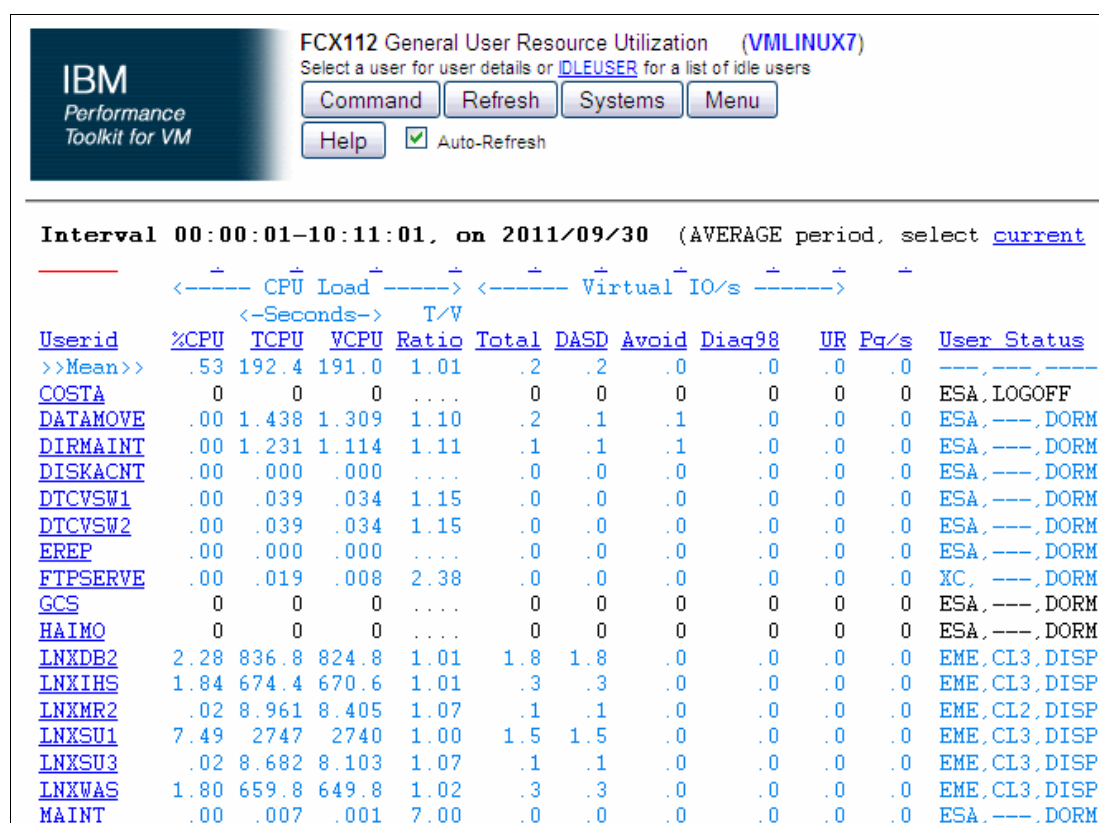 IBM
Performance
Toolkit for VM
FCX112 General User Resource Utilization (VMLINUX7)
Select a user for user details or IDLEUSER for a list of idle users
Command Refresh Systems Menu
Help Auto-Refresh
Interval 00:00:01–10:11:01, on 2011/09/30 (AVERAGE period, select current
______ . . . . . . . . . .
<----- CPU Load -----> <------ Virtual IO/s ------>
<-Seconds-> T/V
Userid %CPU TCPU VCPU Ratio Total DASD Avoid Diag98 UR Pg/s User Status
>>Mean>> .53 192.4 191.0 1.01 .2 .2 .0 .0 .0 .0 ---,---,----
COSTA 0 0 0 .... 0 0 0 0 0 0 ESA,LOGOFF
DATAMOVE .00 1.438 1.309 1.10 .2 .1 .1 .0 .0 .0 ESA,---,DORM
DIRMAINT .00 1.231 1.114 1.11 .1 .1 .1 .0 .0 .0 ESA,---,DORM
DISKACNT .00 .000 .000 .... .0 .0 .0 .0 .0 .0 ESA,---,DORM
DTCVSW1 .00 .039 .034 1.15 .0 .0 .0 .0 .0 .0 ESA,---,DORM
DTCVSW2 .00 .039 .034 1.15 .0 .0 .0 .0 .0 .0 ESA,---,DORM
EREP .00 .000 .000 .... .0 .0 .0 .0 .0 .0 ESA,---,DORM
FTPSERVE .00 .019 .008 2.38 .0 .0 .0 .0 .0 .0 XC, ---,DORM
GCS 0 0 0 .... 0 0 0 0 0 0 ESA,---,DORM
HAIMO 0 0 0 .... 0 0 0 0 0 0 ESA,---,DORM
LNXDB2 2.28 836.8 824.8 1.01 1.8 1.8 .0 .0 .0 .0 EME,CL3,DISP
LNXIHS 1.84 674.4 670.6 1.01 .3 .3 .0 .0 .0 .0 EME,CL3,DISP
LNXMR2 .02 8.961 8.405 1.07 .1 .1 .0 .0 .0 .0 EME,CL2,DISP
LNXSU1 7.49 2747 2740 1.00 1.5 1.5 .0 .0 .0 .0 EME,CL3,DISP
LNXSU3 .02 8.682 8.103 1.07 .1 .1 .0 .0 .0 .0 EME,CL3,DISP
LNXWAS 1.80 659.8 649.8 1.02 .3 .3 .0 .0 .0 .0 EME,CL3,DISP
MAINT .00 .007 .001 7.00 .0 .0 .0 .0 .0 .0 ESA,---,DORM